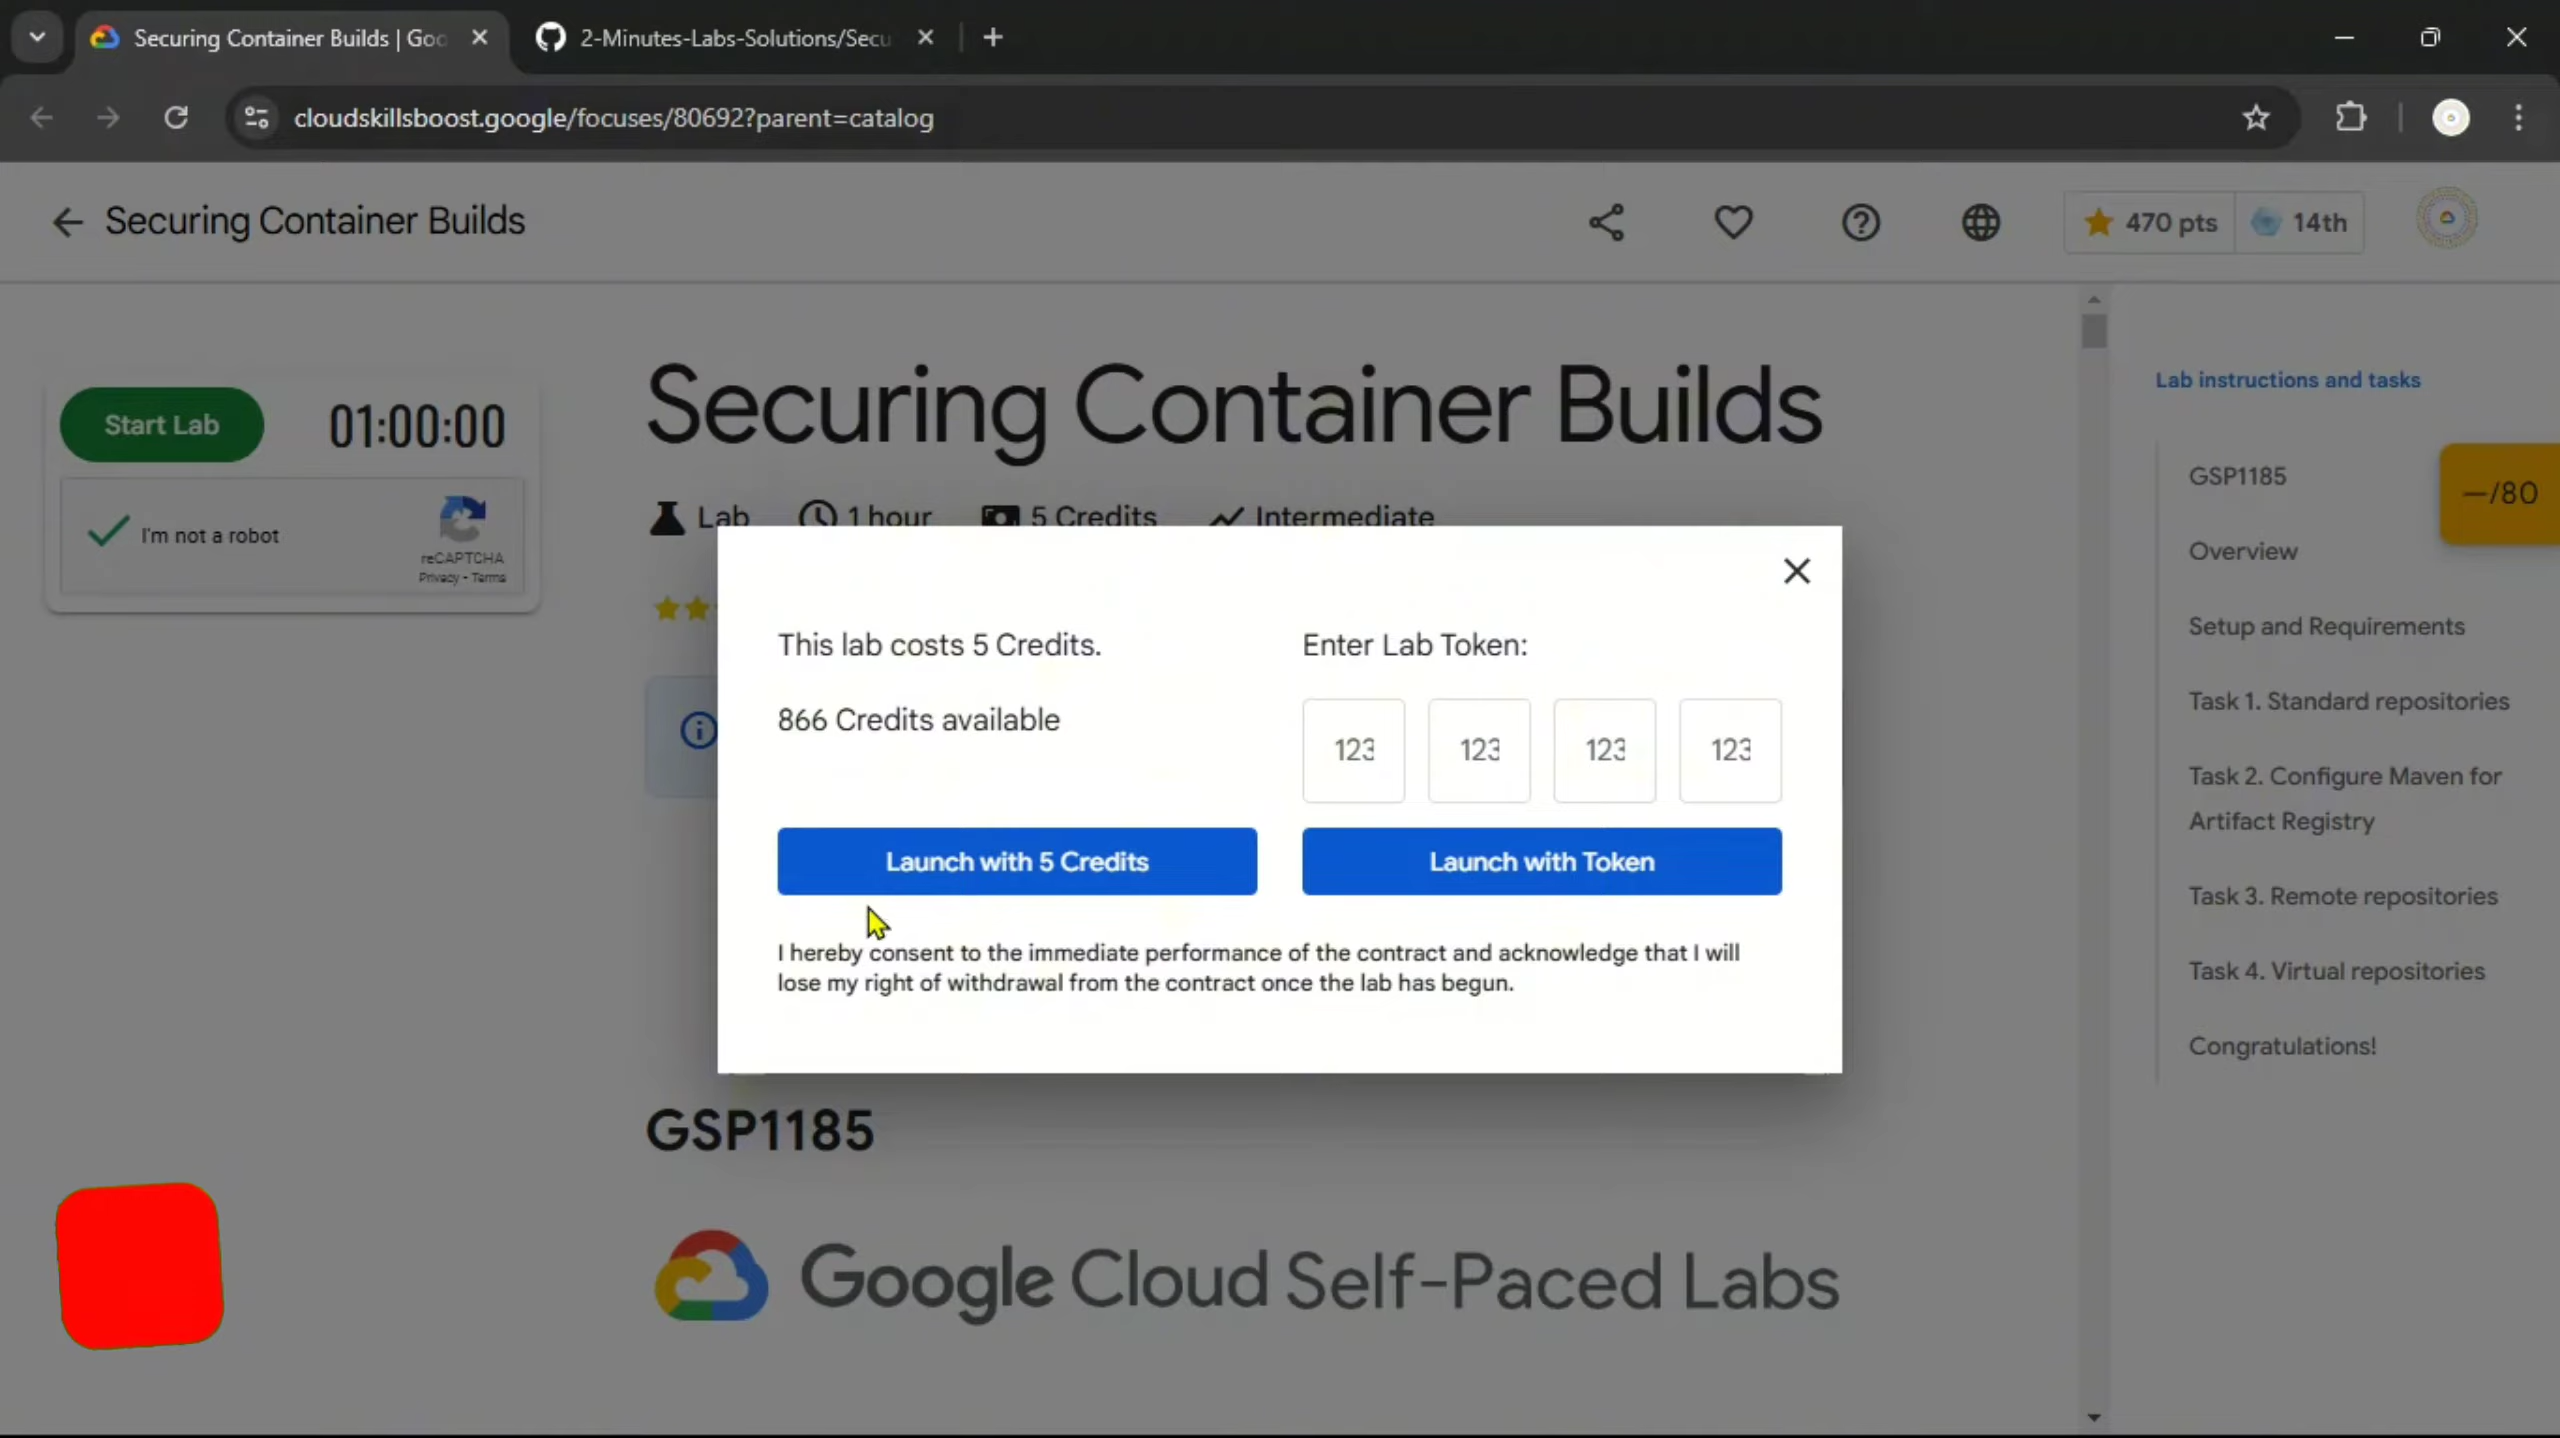 Securing Container Builds | Goo
2-Minutes-Labs-Solutions/Secu
cloudskillsboost.google/focuses/80692?parent=catalog
Securing Container Builds
470 pts
14th
Start Lab
01:00:00
I'm not a robot
reCAPTCHA
Privacy - Terms
Securing Container Builds
Lab
1 hour
5 Credits
Intermediate
This lab costs 5 Credits.
866 Credits available
Launch with 5 Credits
Enter Lab Token:
123 123 123 123
Launch with Token
I hereby consent to the immediate performance of the contract and acknowledge that I will
lose my right of withdrawal from the contract once the lab has begun.
GSP1185
Google Cloud Self-Paced Labs
Lab instructions and tasks
GSP1185
—/80
Overview
Setup and Requirements
Task 1. Standard repositories
Task 2. Configure Maven for
Artifact Registry
Task 3. Remote repositories
Task 4. Virtual repositories
Congratulations!